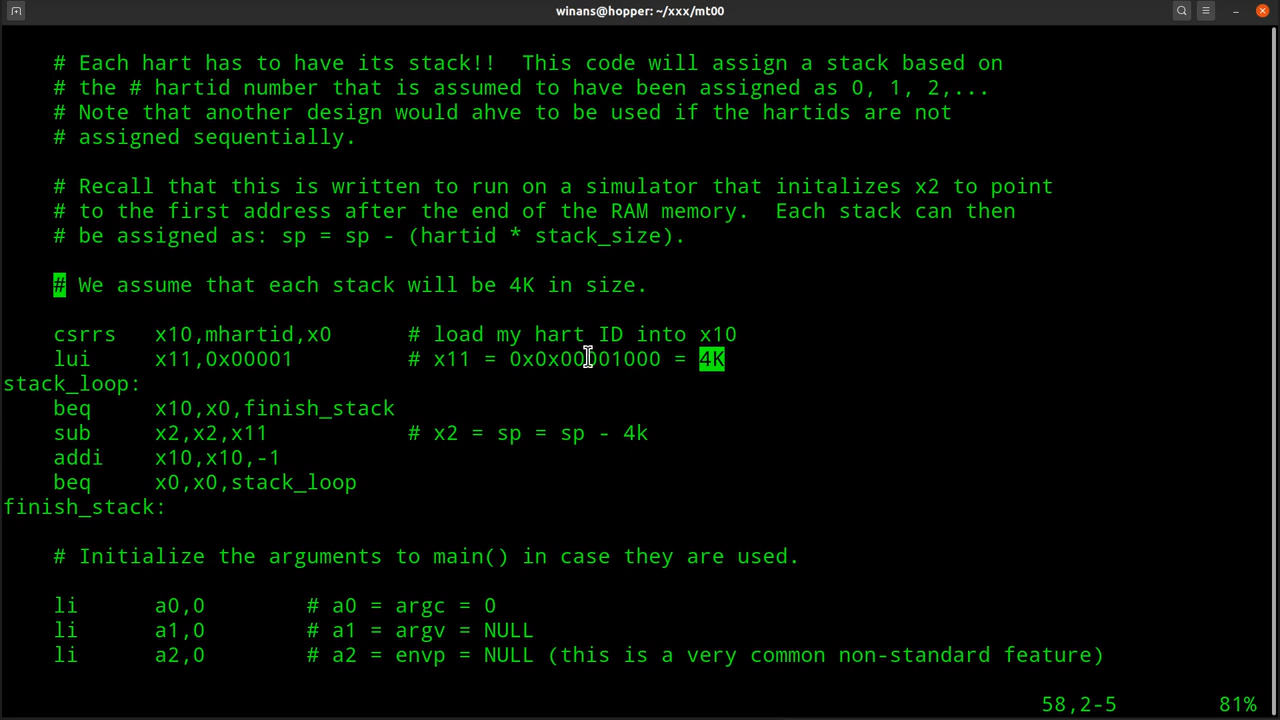 winans@hopper: ~/xxx/mt00
# Each hart has to have its stack!!  This code will assign a stack based on
# the # hartid number that is assumed to have been assigned as 0, 1, 2,...
# Note that another design would ahve to be used if the hartids are not
# assigned sequentially.
# Recall that this is written to run on a simulator that initalizes x2 to point
# to the first address after the end of the RAM memory.  Each stack can then
# be assigned as: sp = sp - (hartid * stack_size).
# We assume that each stack will be 4K in size.
csrrs   x10,mhartid,x0      # load my hart ID into x10
lui     x11,0x00001         # x11 = 0x0x00001000 = 4K
stack_loop:
beq     x10,x0,finish_stack
sub     x2,x2,x11           # x2 = sp = sp - 4k
addi    x10,x10,-1
beq     x0,x0,stack_loop
finish_stack:
# Initialize the arguments to main() in case they are used.
li      a0,0        # a0 = argc = 0
li      a1,0        # a1 = argv = NULL
li      a2,0        # a2 = envp = NULL (this is a very common non-standard feature)
58,2-5        81%